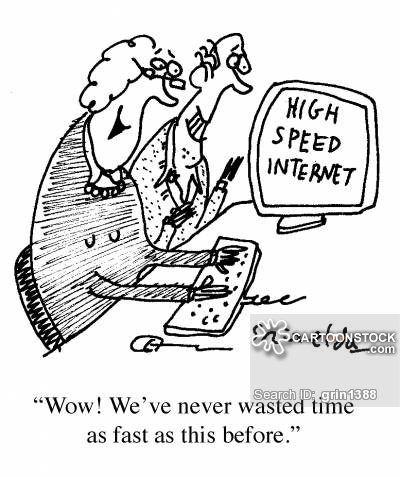 HIGH
SPEED
INTERNET
CARTOONSTOCK
.com
Search ID: grin1388
“Wow! We’ve never wasted time
as fast as this before.”